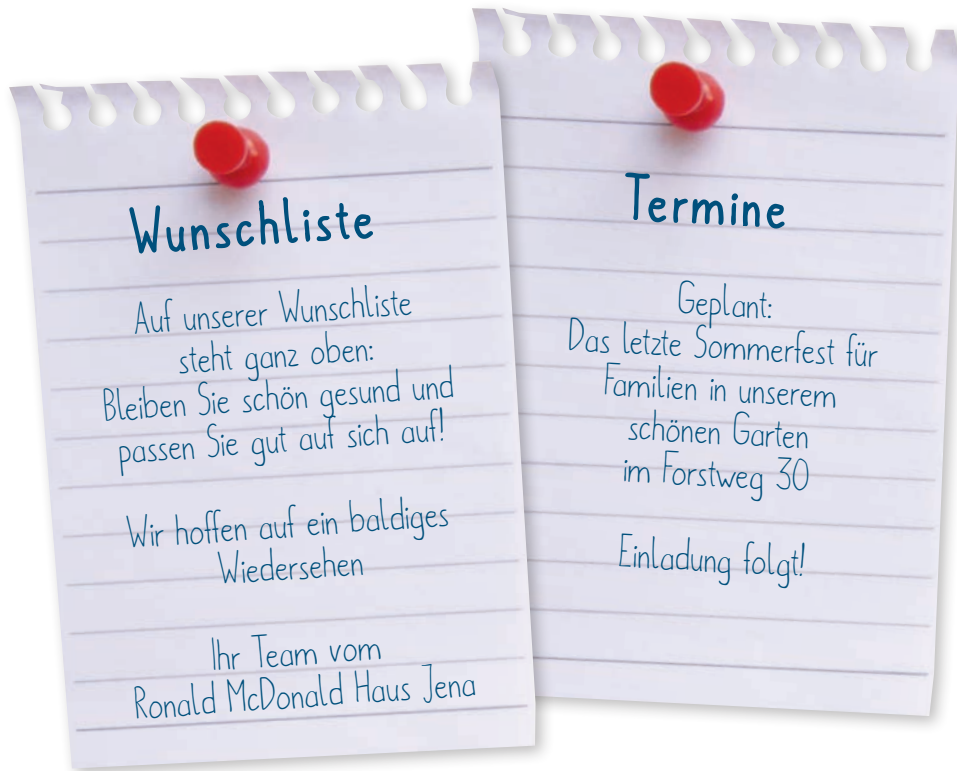 Wunschliste
Auf unserer Wunschliste
steht ganz oben:
Bleiben Sie schön gesund und
passen Sie gut auf sich auf!
Wir hoffen auf ein baldiges
Wiedersehen
Ihr Team vom
Ronald McDonald Haus Jena
Termine
Geplant:
Das letzte Sommerfest für
Familien in unserem
schönen Garten
im Forstweg 30
Einladung folgt!